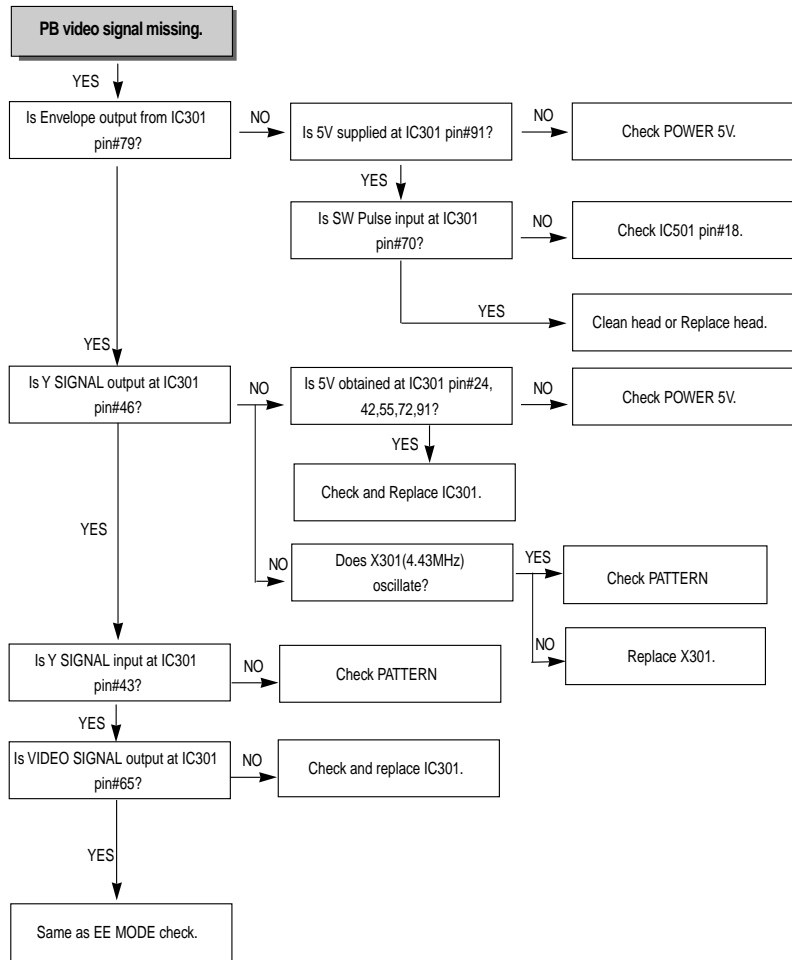 PB video signal missing.
YES
Is Envelope output from IC301
pin#79?
NO
Is 5V supplied at IC301 pin#91?
NO
Check POWER 5V.
YES
Is SW Pulse input at IC301
pin#70?
NO
Check IC501 pin#18.
YES
Clean head or Replace head.
YES
Is Y SIGNAL output at IC301
pin#46?
NO
Is 5V obtained at IC301 pin#24,
42,55,72,91?
NO
Check POWER 5V.
YES
Check and Replace IC301.
YES
NO
Does X301(4.43MHz)
oscillate?
YES
Check PATTERN
NO
Replace X301.
Is Y SIGNAL input at IC301
pin#43?
NO
Check PATTERN
YES
Is VIDEO SIGNAL output at IC301
pin#65?
NO
Check and replace IC301.
YES
Same as EE MODE check.